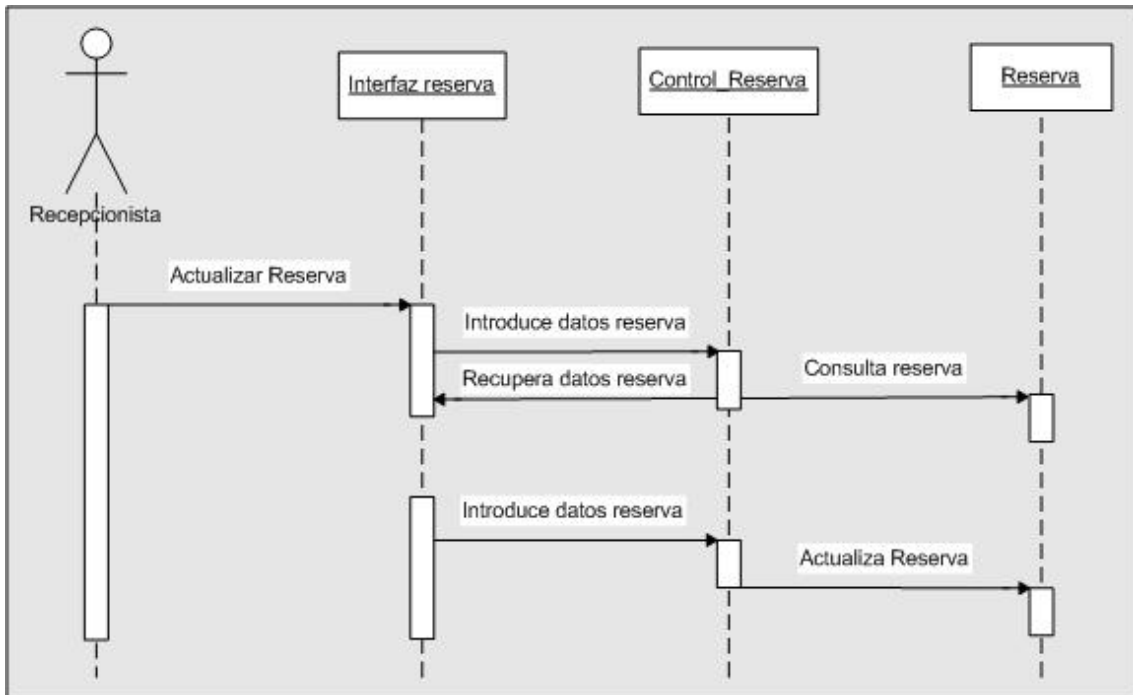 Interfaz reserva
Control_Reserva
Reserva
Recepcionista
Actualizar Reserva
Introduce datos reserva
Recupera datos reserva
Consulta reserva
Introduce datos reserva
Actualiza Reserva